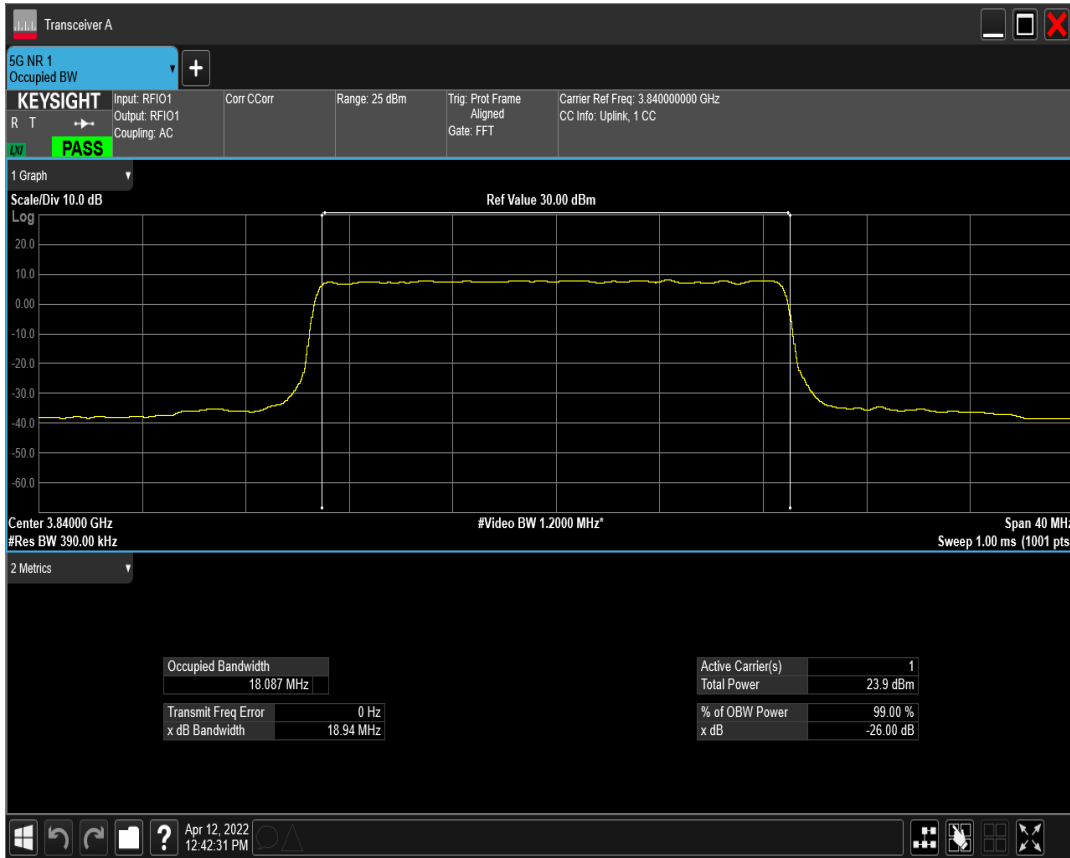 Transceiver A
5G NR 1
Occupied BW
+
KEYSIGHT
R T
LXI
PASS
Input: RFIO1
Output: RFIO1
Coupling: AC
Corr CCorr
Range: 25 dBm
Trig: Prot Frame
Aligned
Gate: FFT
Carrier Ref Freq: 3.840000000 GHz
CC Info: Uplink, 1 CC
1 Graph
Scale/Div 10.0 dB
Ref Value 30.00 dBm
Log
20.0
10.0
0.00
-10.0
-20.0
-30.0
-40.0
-50.0
-60.0
Center 3.84000 GHz
#Video BW 1.2000 MHz*
Span 40 MHz
#Res BW 390.00 kHz
Sweep 1.00 ms (1001 pts
2 Metrics
Occupied Bandwidth
18.087 MHz
Transmit Freq Error 0 Hz
x dB Bandwidth 18.94 MHz
Active Carrier(s) 1
Total Power 23.9 dBm
% of OBW Power 99.00 %
x dB -26.00 dB
?
Apr 12, 2022
12:42:31 PM